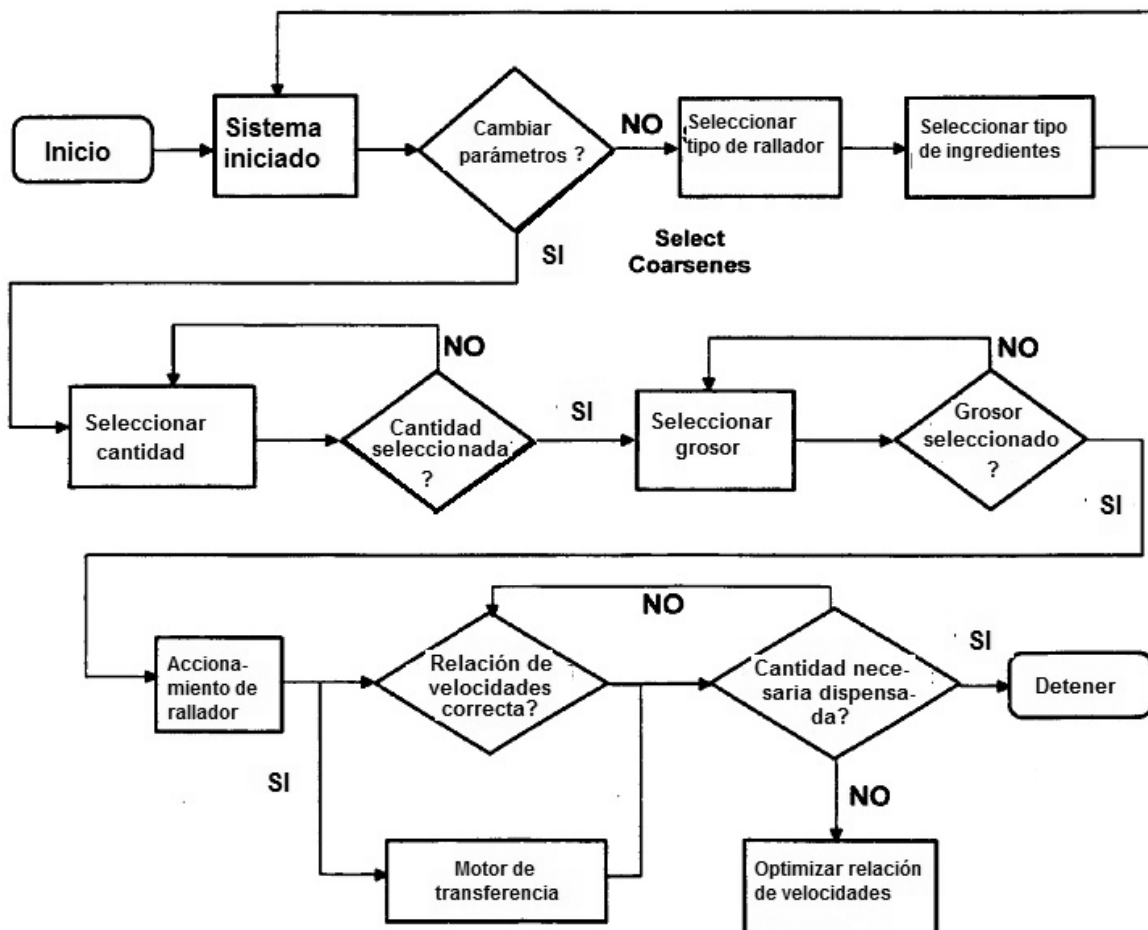 Inicio
Sistema
iniciado
Cambiar
parámetros ?
NO
Seleccionar
tipo de rallador
Seleccionar tipo
de ingredientes
SI
Select
Coarsenes
Seleccionar
cantidad
NO
Cantidad
seleccionada
?
SI
Seleccionar
grosor
NO
Grosor
seleccionado
?
SI
Acciona-
miento de
rallador
SI
Relación de
velocidades
correcta?
NO
Motor de
transferencia
Cantidad nece-
saria dispensa-
da?
SI
Detener
NO
Optimizar relación
de velocidades